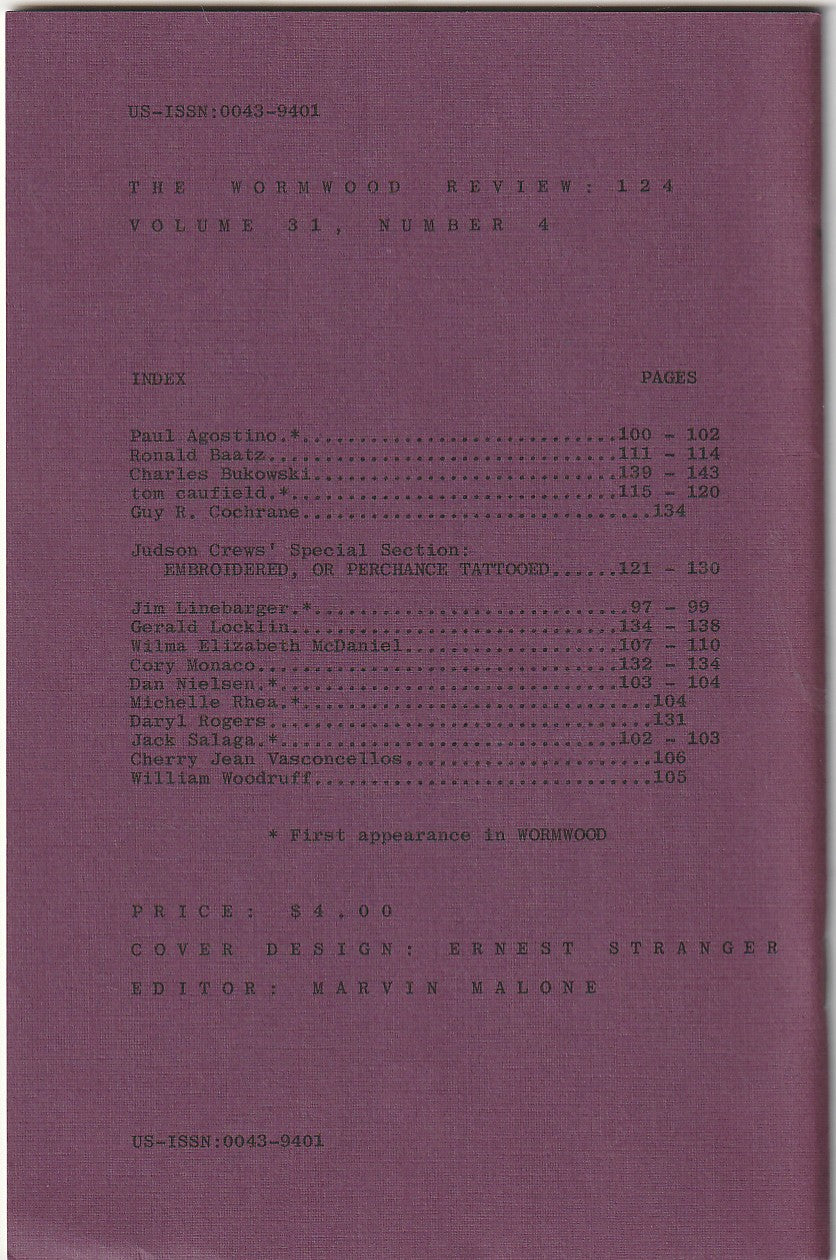 US-ISSN:0043-9401
THE WORMWOOD REVIEW: 124
VOLUME 31, NUMBER 4
INDEX PAGES
Paul Agostino.*............................100 - 102
Ronald Baatz...............................111 - 114
Charles Bukowski...........................139 - 143
tom caufield.*.............................115 - 120
Guy R. Cochrane...............................134
Judson Crews' Special Section:
EMBROIDERED, OR PERCHANCE TATTOOED......121 - 130
Jim Linebarger.*............................97 - 99
Gerald Locklin.............................134 - 138
Wilma Elizabeth McDaniel...................107 - 110
Cory Monaco................................132 - 134
Dan Nielsen.*..............................103 - 104
Michelle Rhea.*...............................104
Daryl Rogers..................................131
Jack Salaga.*..............................102 - 103
Cherry Jean Vasconcellos......................106
William Woodruff..............................105
* First appearance in WORMWOOD
PRICE: $4.00
COVER DESIGN: ERNEST STRANGER
EDITOR: MARVIN MALONE
US-ISSN:0043-9401